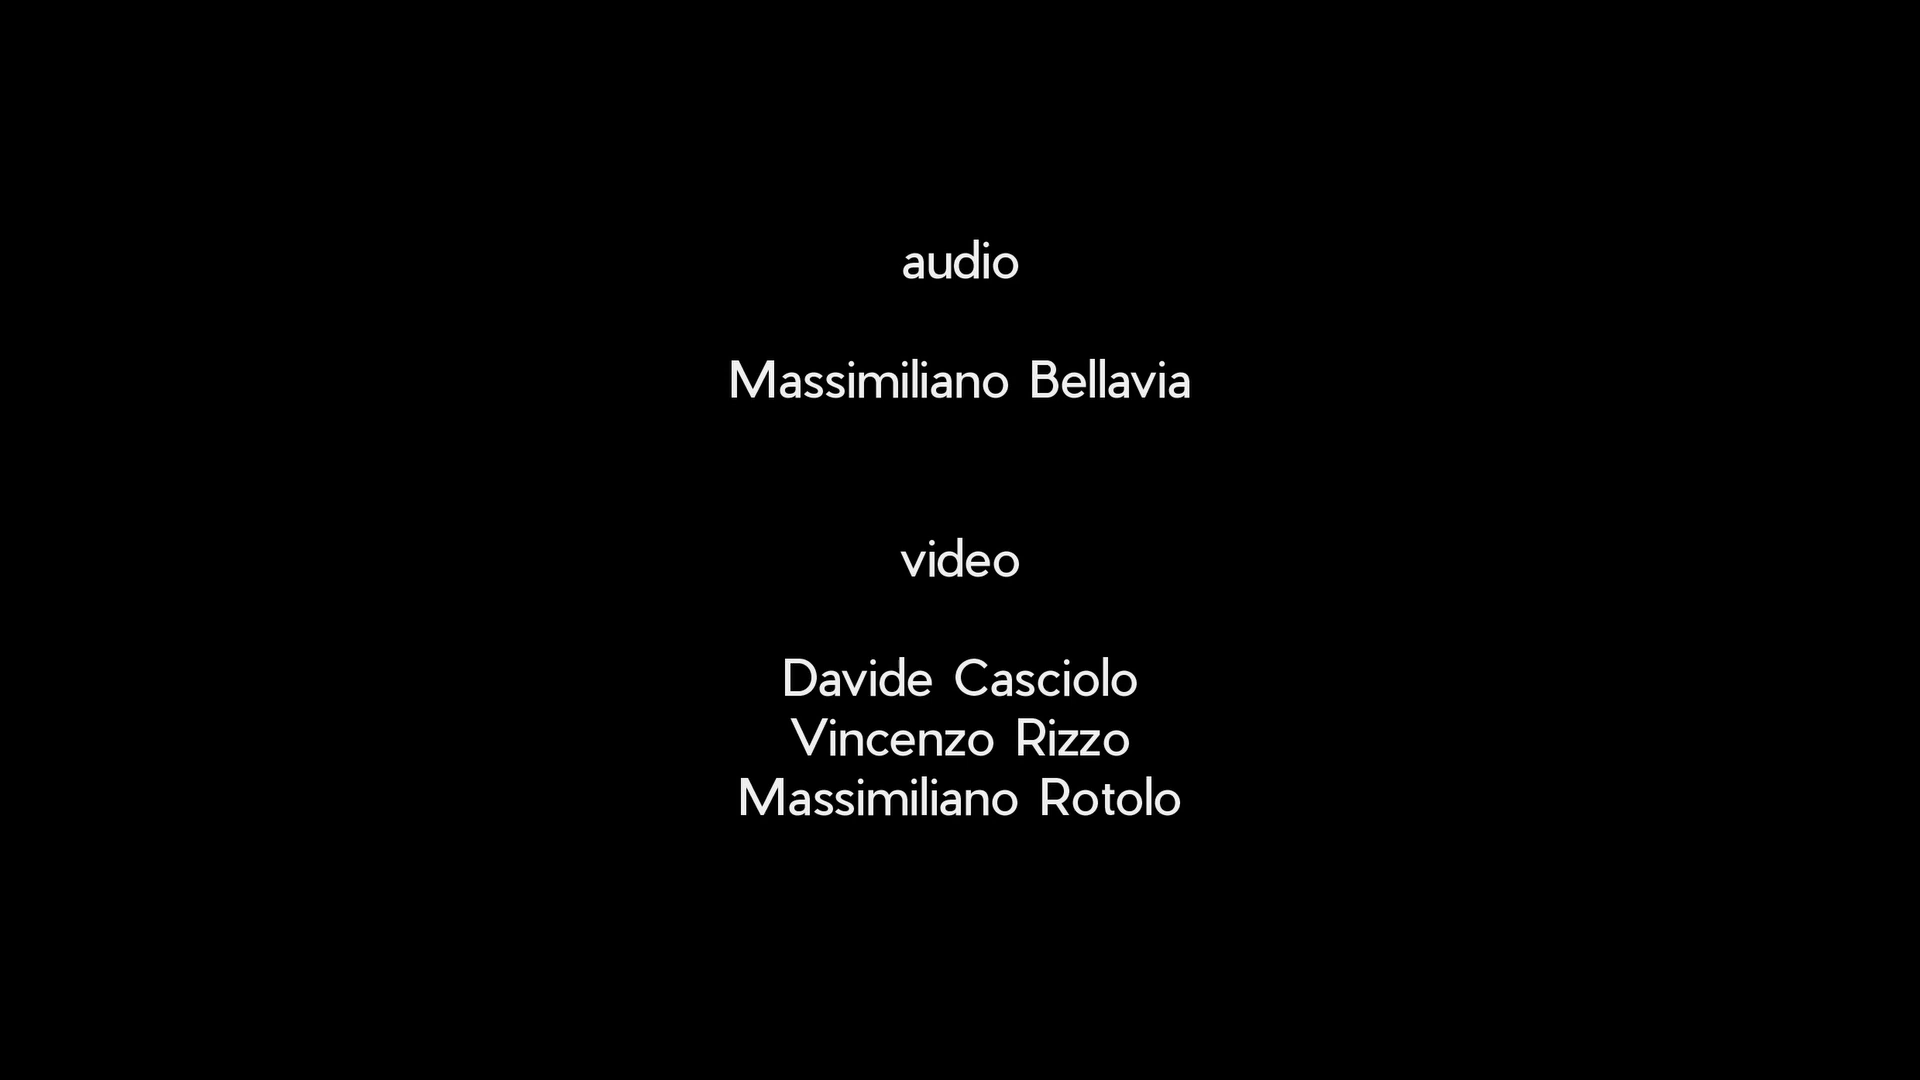 audio
Massimiliano Bellavia
video
Davide Casciolo
Vincenzo Rizzo
Massimiliano Rotolo